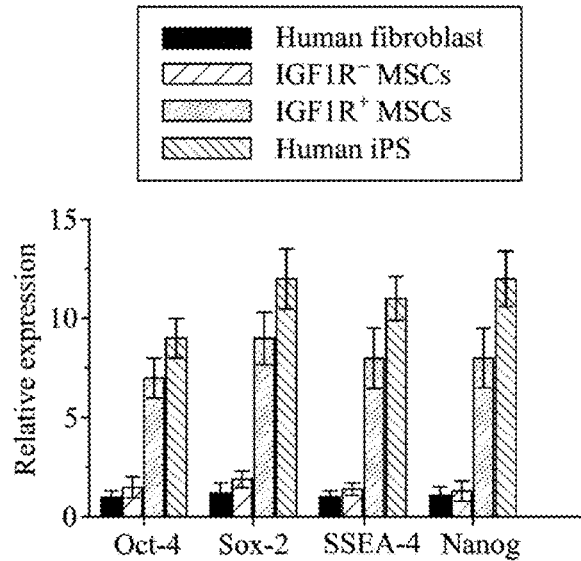 Human fibroblast
IGF1R⁻ MSCs
IGF1R⁺ MSCs
Human iPS
15
10
5
0
Relative expression
Oct-4 Sox-2 SSEA-4 Nanog